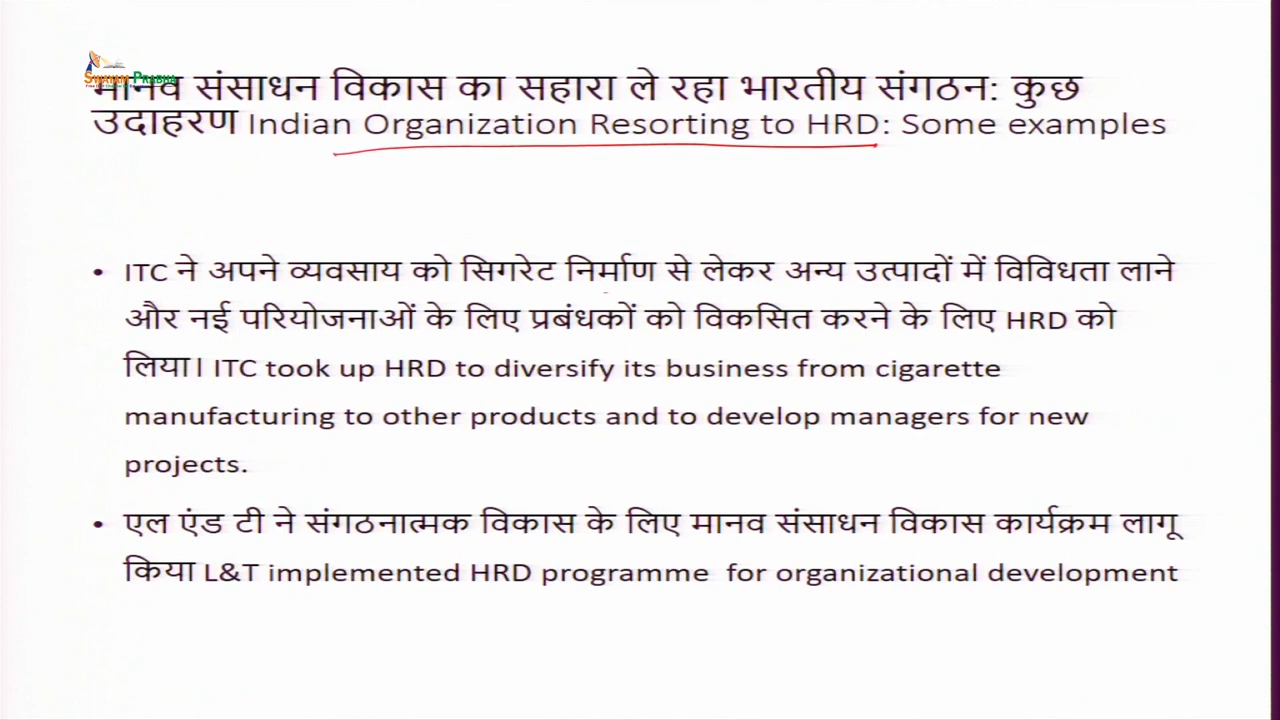 SWAYAM PRABHA
मानव संसाधन विकास का सहारा ले रहा भारतीय संगठन: कुछ
उदाहरण Indian Organization Resorting to HRD: Some examples
• ITC ने अपने व्यवसाय को सिगरेट निर्माण से लेकर अन्य उत्पादों में विविधता लाने
और नई परियोजनाओं के लिए प्रबंधकों को विकसित करने के लिए HRD को
लिया। ITC took up HRD to diversify its business from cigarette
manufacturing to other products and to develop managers for new
projects.
• एल एंड टी ने संगठनात्मक विकास के लिए मानव संसाधन विकास कार्यक्रम लागू
किया L&T implemented HRD programme for organizational development